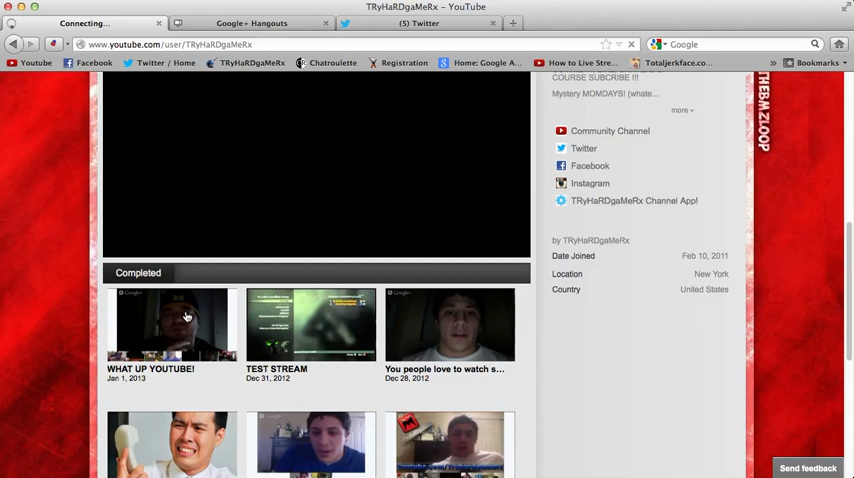 TRyHaRDgaMeRx - YouTube
Connecting...
Google+ Hangouts
(5) Twitter
www.youtube.com/user/TRyHaRDgaMeRx
Google
Youtube
Facebook
Twitter / Home
TRyHaRDgaMeRx
Chatroulette
Registration
Home: Google A...
How to Live Stre...
Totaljerkface.co...
Bookmarks
COURSE SUBCRIBE !!!
Mystery MOMDAYS! (whate...
more
Community Channel
Twitter
Facebook
Instagram
TRyHaRDgaMeRx Channel App!
by TRyHaRDgaMeRx
Date Joined Feb 10, 2011
Location New York
Country United States
Completed
Google+
Google+
WHAT UP YOUTUBE!
Jan 1, 2013
TEST STREAM
Dec 31, 2012
You people love to watch s...
Dec 28, 2012
Send feedback